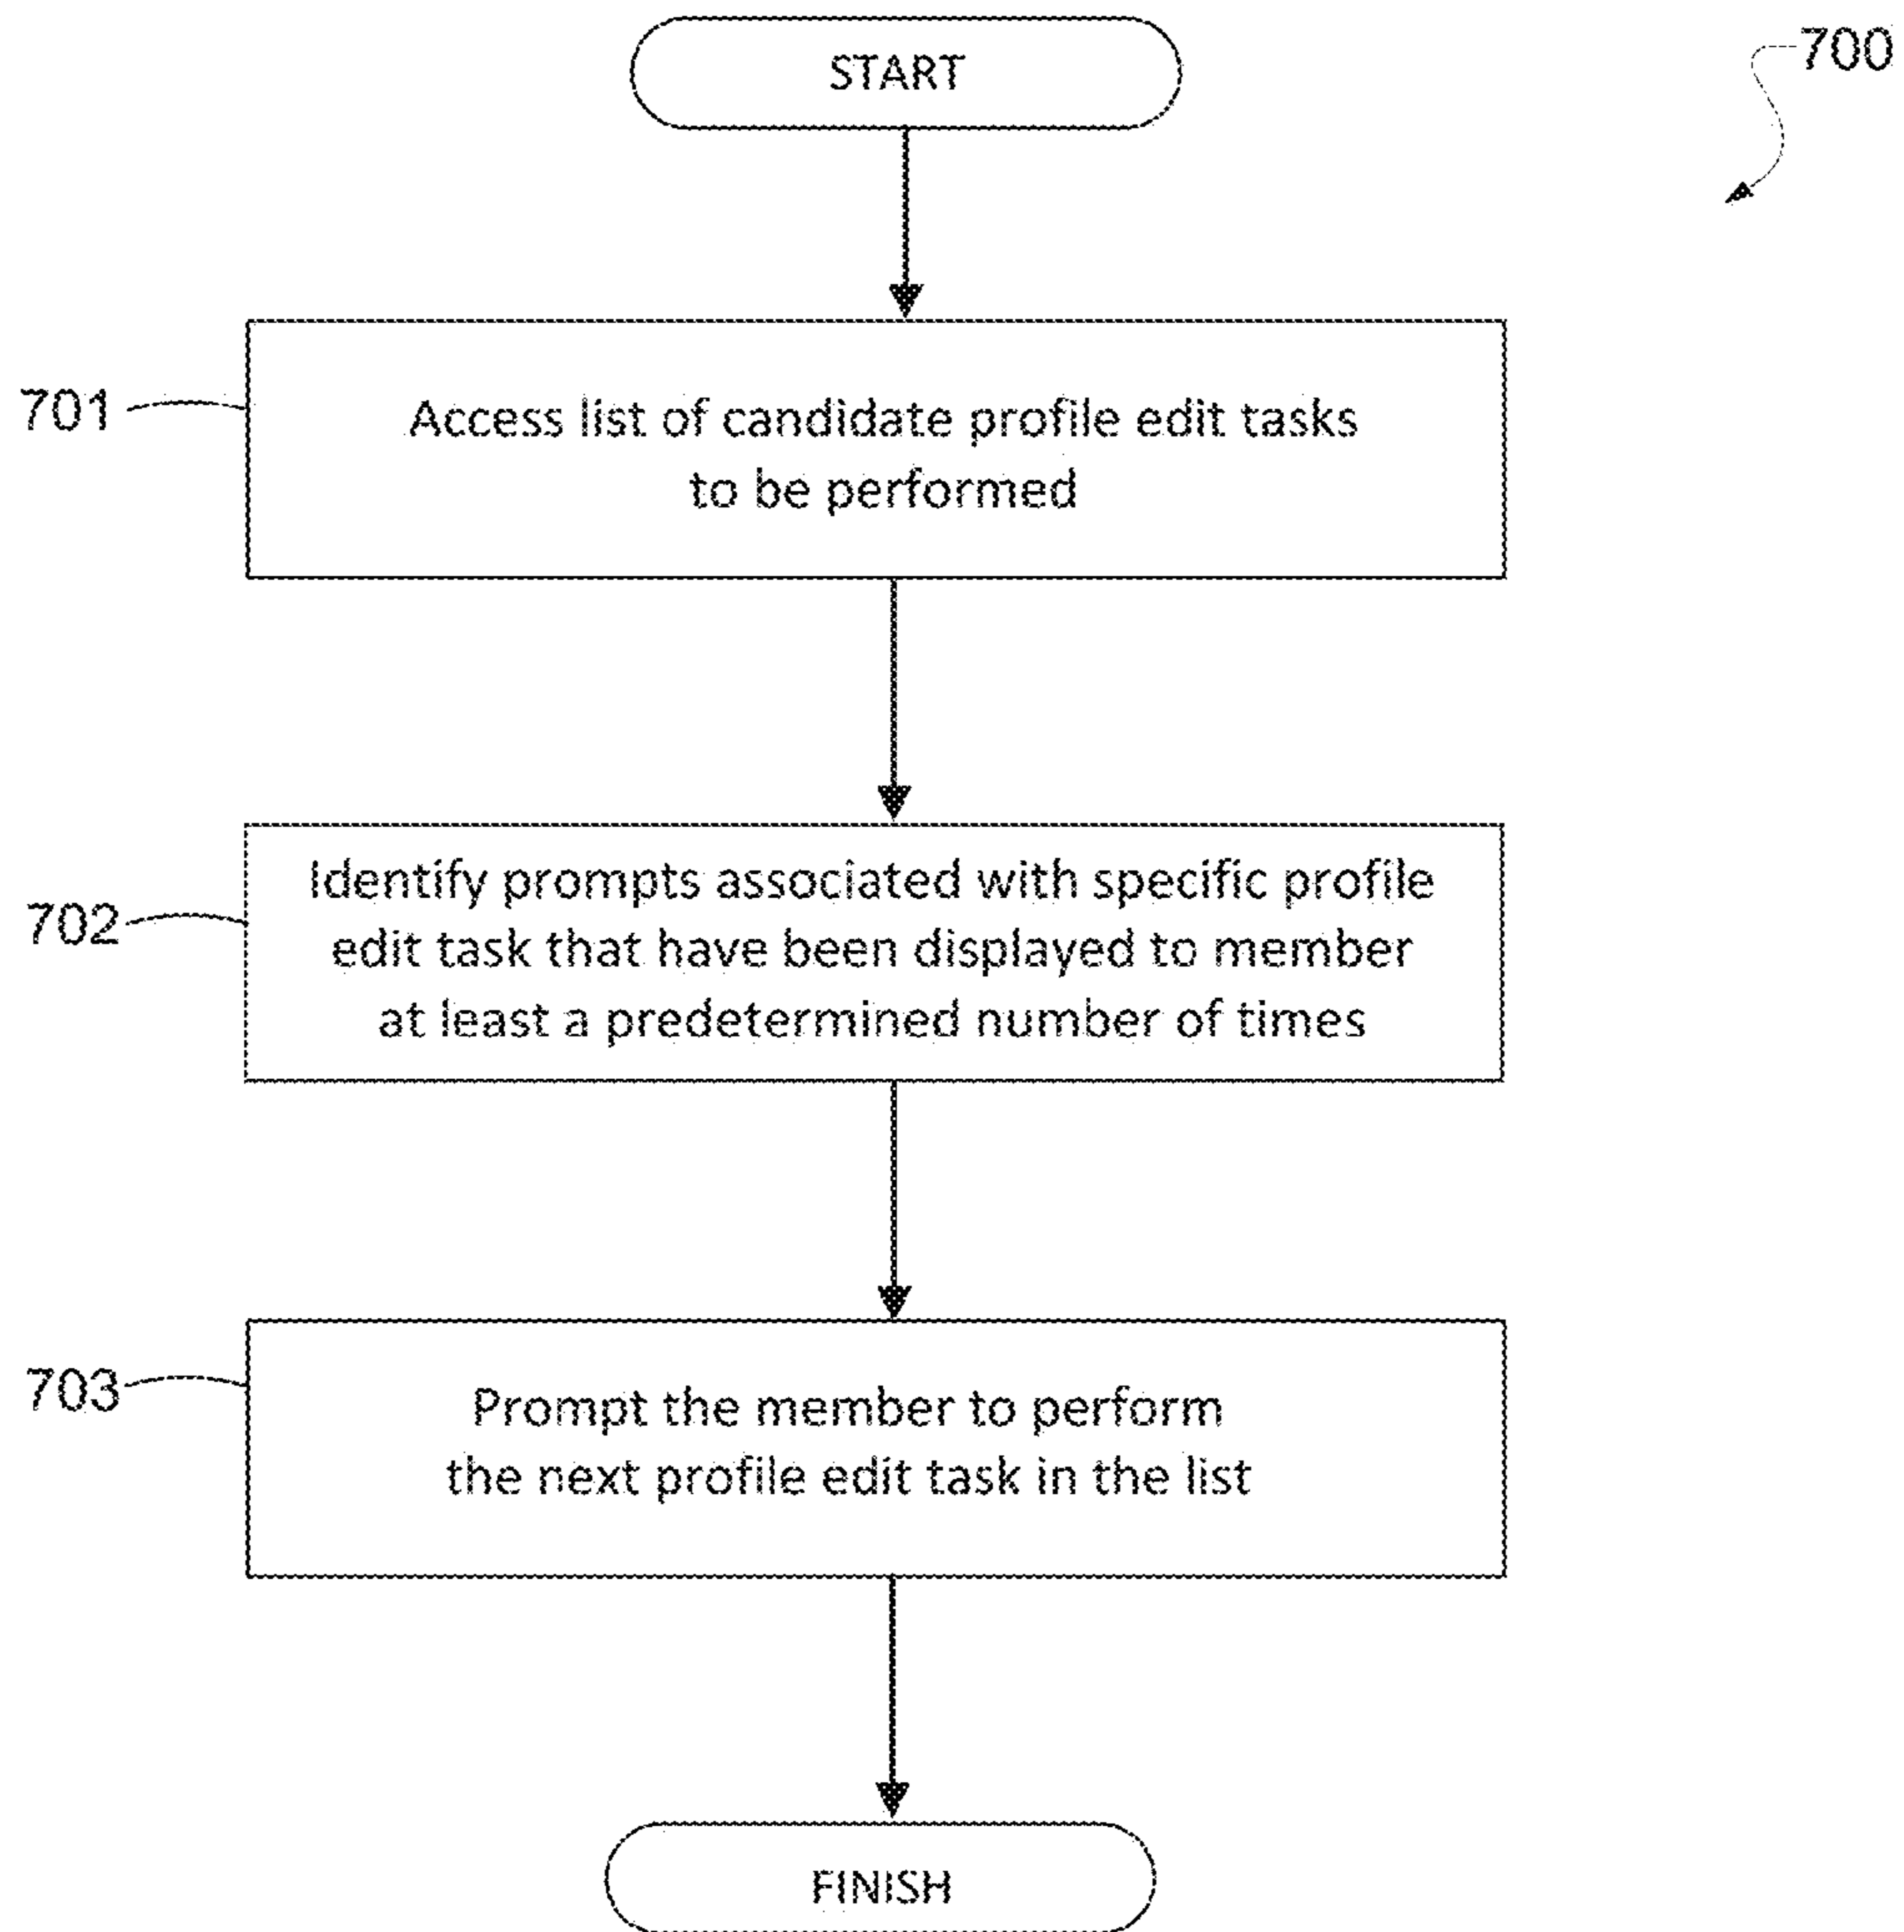 START
700
701
Access list of candidate profile edit tasks
to be performed
702
Identify prompts associated with specific profile
edit task that have been displayed to member
at least a predetermined number of times
703
Prompt the member to perform
the next profile edit task in the list
FINISH